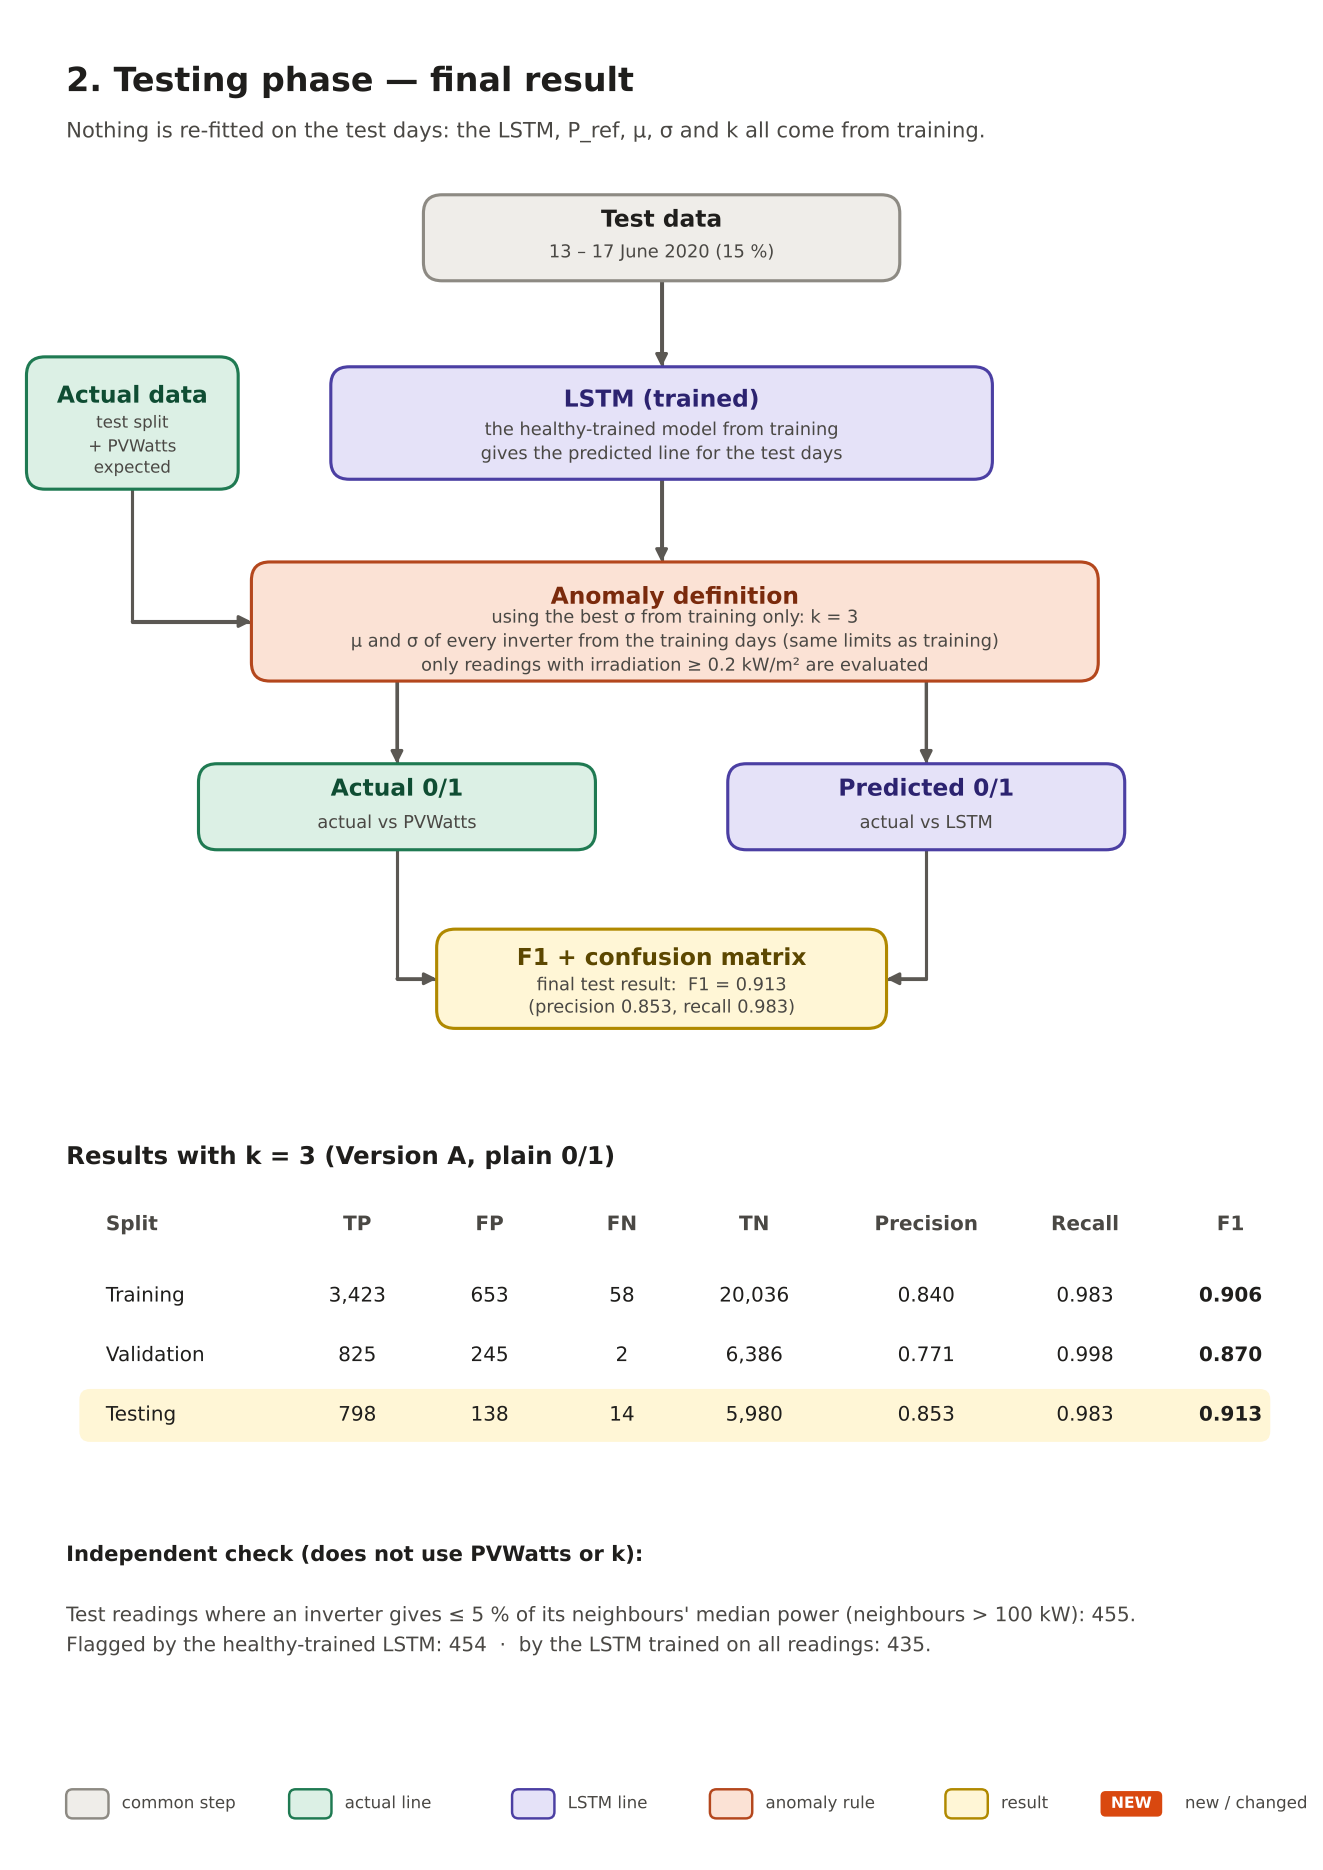 2. Testing phase — final result
Nothing is re-fitted on the test days: the LSTM, P_ref, μ, σ and k all come from training.
Test data
13 – 17 June 2020 (15 %)
Actual data
test split
+ PVWatts
expected
LSTM (trained)
the healthy-trained model from training
gives the predicted line for the test days
Anomaly definition
using the best σ from training only: k = 3
μ and σ of every inverter from the training days (same limits as training)
only readings with irradiation ≥ 0.2 kW/m² are evaluated
Actual 0/1
actual vs PVWatts
Predicted 0/1
actual vs LSTM
F1 + confusion matrix
final test result: F1 = 0.913
(precision 0.853, recall 0.983)
Results with k = 3 (Version A, plain 0/1)
Split TP FP FN TN Precision Recall F1
Training 3,423 653 58 20,036 0.840 0.983 0.906
Validation 825 245 2 6,386 0.771 0.998 0.870
Testing 798 138 14 5,980 0.853 0.983 0.913
Independent check (does not use PVWatts or k):
Test readings where an inverter gives ≤ 5 % of its neighbours' median power (neighbours > 100 kW): 455.
Flagged by the healthy-trained LSTM: 454 · by the LSTM trained on all readings: 435.
common step actual line LSTM line anomaly rule result NEW new / changed